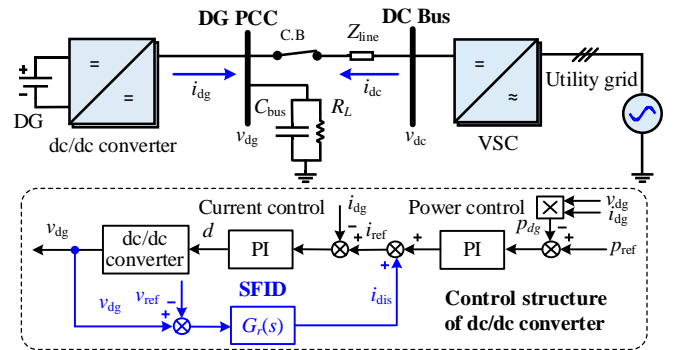 DG PCC
DC Bus
C.B
Z_line
i_dg
i_dc
Utility grid
DG
C_bus
R_L
v_dg
v_dc
dc/dc converter
VSC
=
=
=
≈
+
-
v_dg
i_dg
Current control
i_dg
Power control
×
p_dg
v_dg
d
i_ref
dc/dc
converter
PI
PI
p_ref
v_dg
v_ref
SFID
i_dis
G_r(s)
Control structure
of dc/dc converter
-
+
-
+
+
+
-
+
-
+